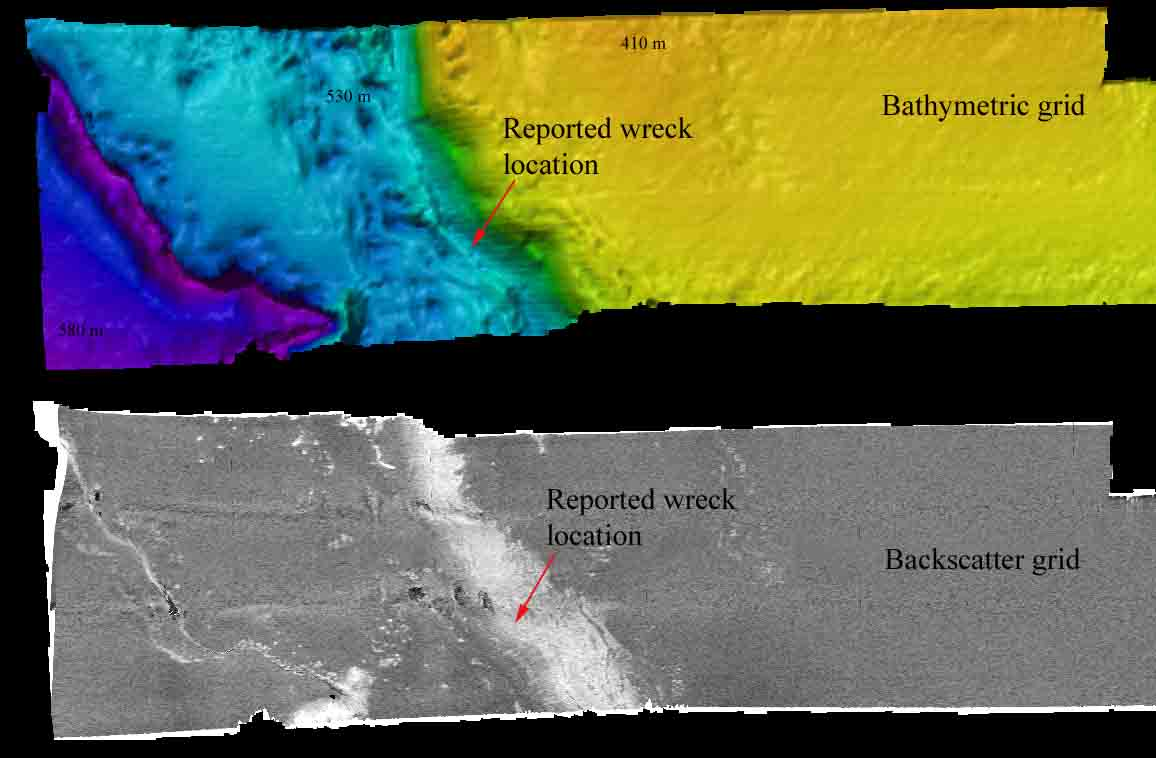 410 m
530 m
Bathymetric grid
Reported wreck
location
580 m
Reported wreck
location
Backscatter grid